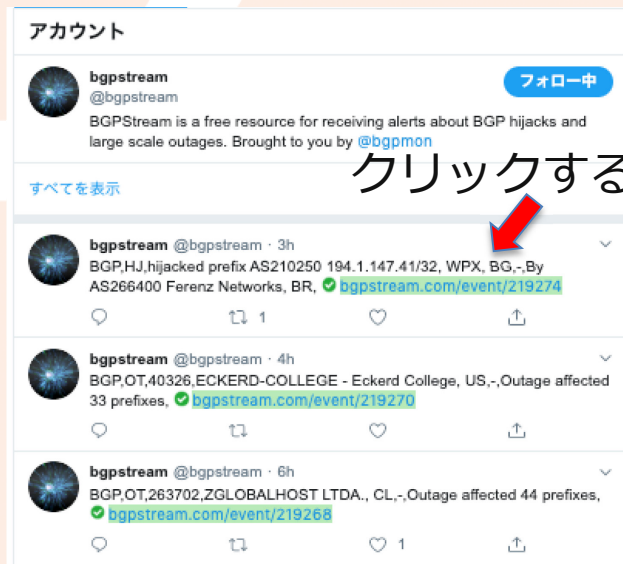 アカウント
bgpstream
@bgpstream
フォロー中
BGPStream is a free resource for receiving alerts about BGP hijacks and
large scale outages. Brought to you by @bgpmon
すべてを表示
クリックする
bgpstream @bgpstream · 3h
BGP,HJ,hijacked prefix AS210250 194.1.147.41/32, WPX, BG,-,By
AS266400 Ferenz Networks, BR, bgpstream.com/event/219274
1
bgpstream @bgpstream · 4h
BGP,OT,40326,ECKERD-COLLEGE - Eckerd College, US,-,Outage affected
33 prefixes, bgpstream.com/event/219270
bgpstream @bgpstream · 6h
BGP,OT,263702,ZGLOBALHOST LTDA., CL,-,Outage affected 44 prefixes,
bgpstream.com/event/219268
1